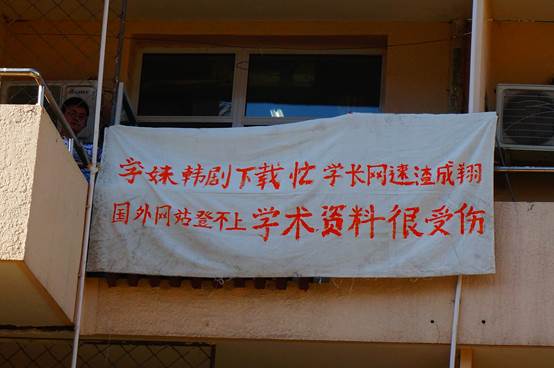 学妹韩剧下载忙 学长网速渣成翔
国外网站登不上 学术资料很受伤